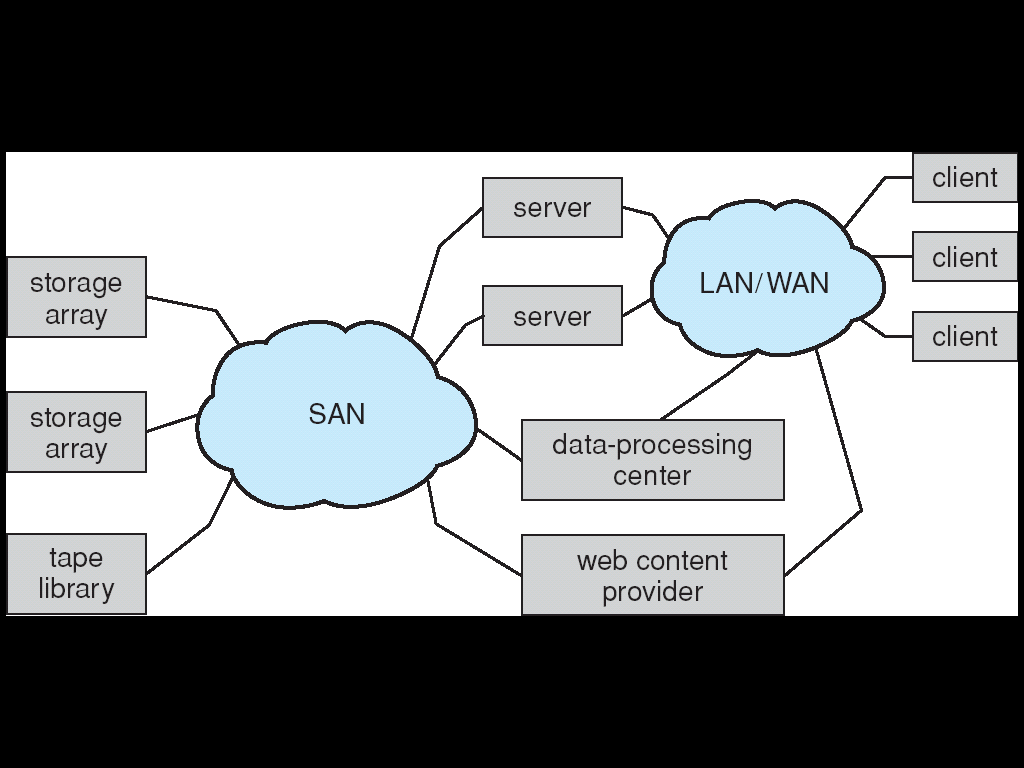 client
server
client
storage
array
LAN/WAN
server
client
storage
array
SAN
data-processing
center
tape
library
web content
provider